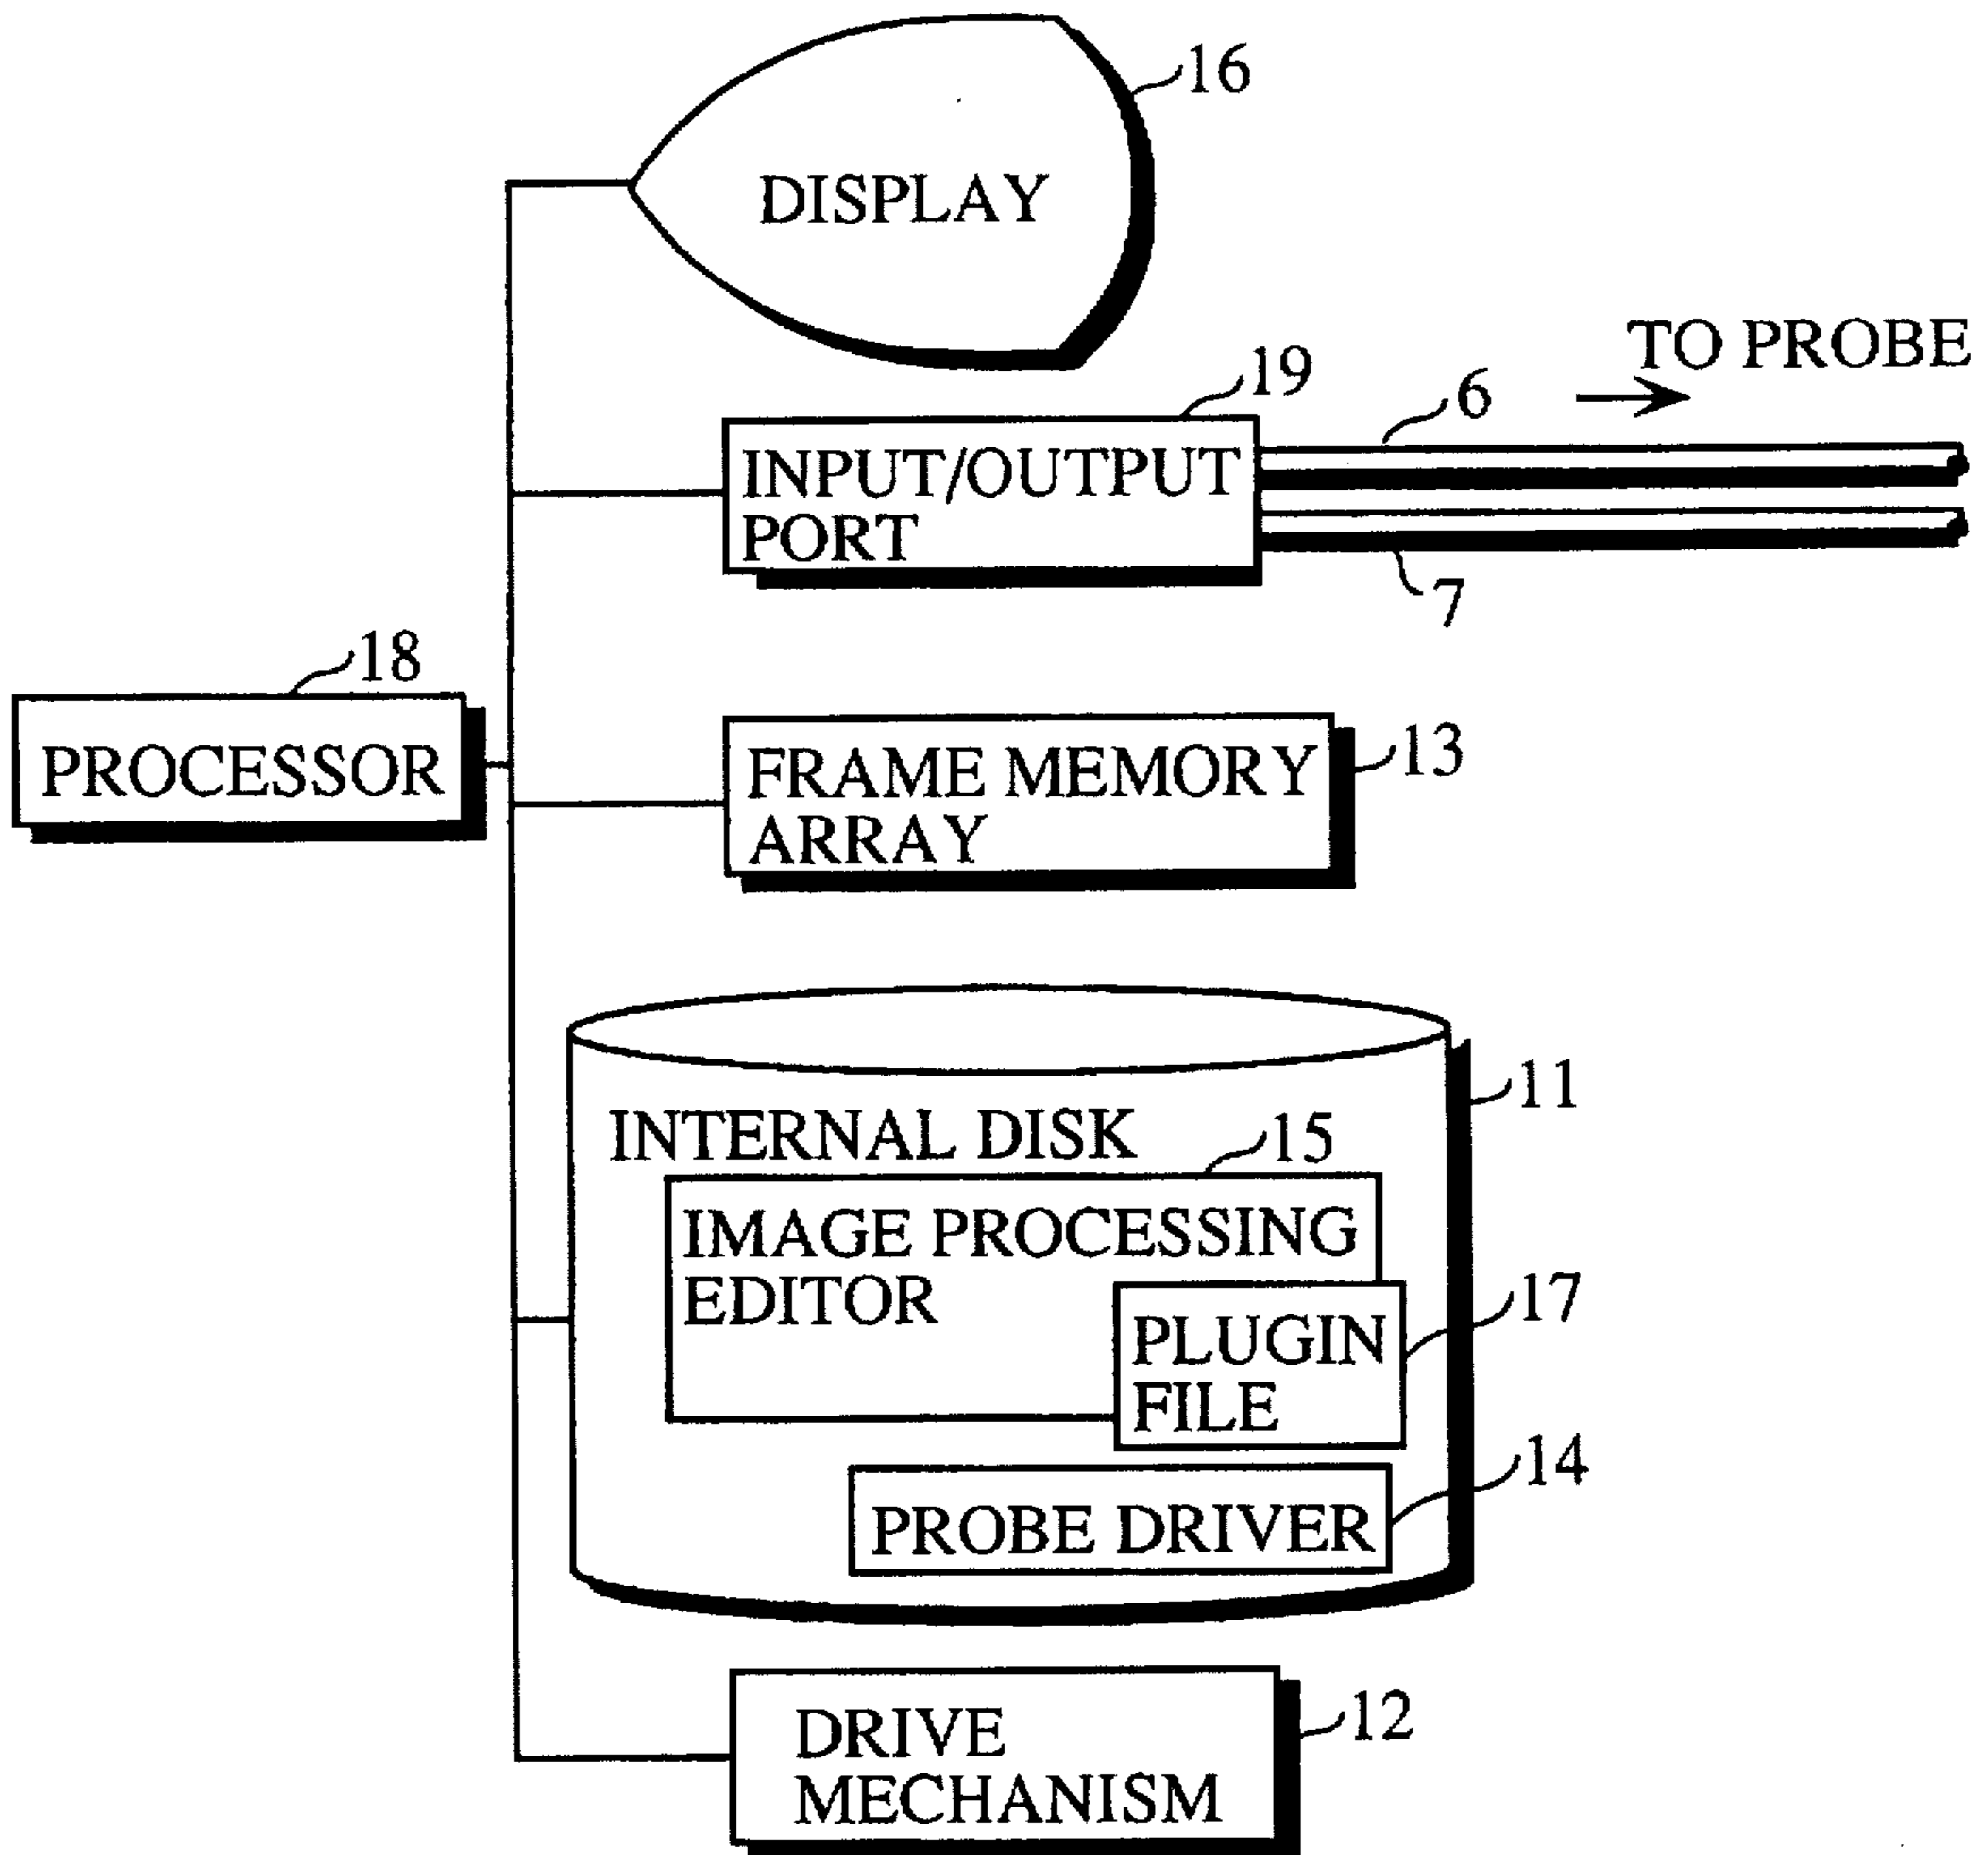 16
DISPLAY
TO PROBE
19
6
INPUT/OUTPUT
PORT
7
18
PROCESSOR
FRAME MEMORY
ARRAY
13
11
INTERNAL DISK
15
IMAGE PROCESSING
EDITOR
17
PLUGIN
FILE
14
PROBE DRIVER
12
DRIVE
MECHANISM